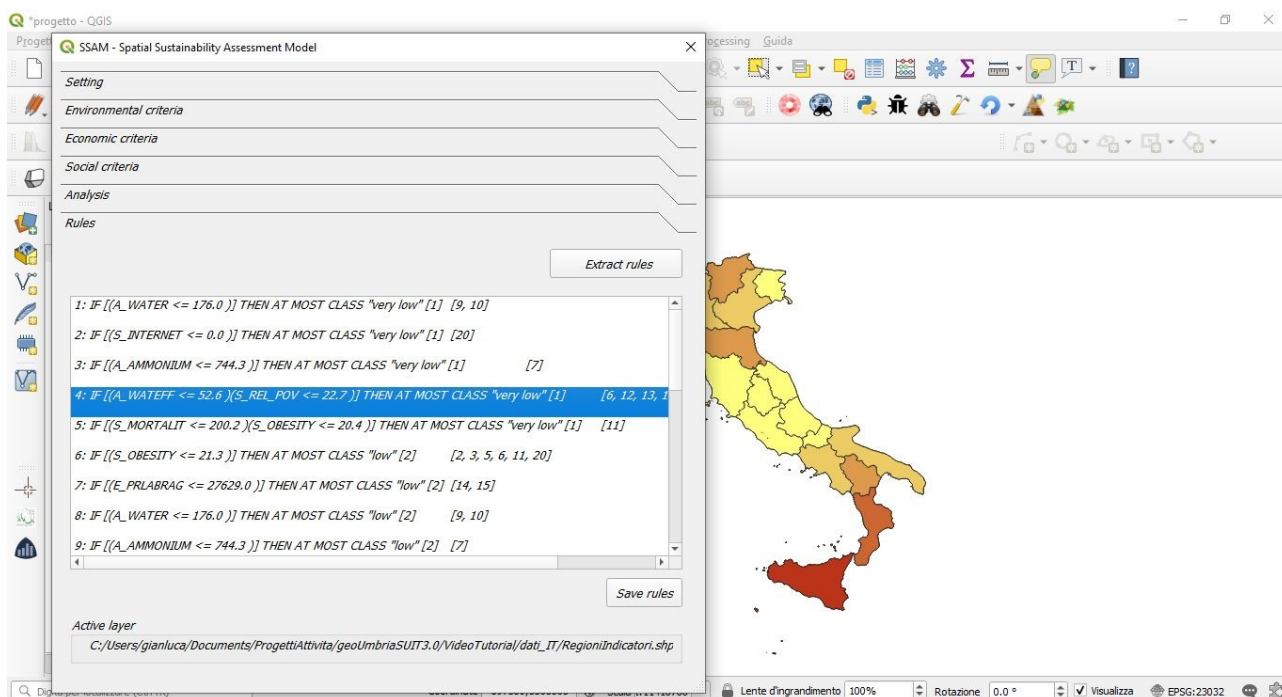 *progetto - QGIS
SSAM - Spatial Sustainability Assessment Model
Guida
Setting
Environmental criteria
Economic criteria
Social criteria
Analysis
Rules
Extract rules
1: IF [(A_WATER <= 176.0 )] THEN AT MOST CLASS "very low" [1] [9, 10]
2: IF [(S_INTERNET <= 0.0 )] THEN AT MOST CLASS "very low" [1] [20]
3: IF [(A_AMMONIUM <= 744.3 )] THEN AT MOST CLASS "very low" [1] [7]
4: IF [(A_WATEFF <= 52.6 )(S_REL_POV <= 22.7 )] THEN AT MOST CLASS "very low" [1] [6, 12, 13, 1
5: IF [(S_MORTALIT <= 200.2 )(S_OBESITY <= 20.4 )] THEN AT MOST CLASS "very low" [1] [11]
6: IF [(S_OBESITY <= 21.3 )] THEN AT MOST CLASS "low" [2] [2, 3, 5, 6, 11, 20]
7: IF [(E_PRLABRAG <= 27629.0 )] THEN AT MOST CLASS "low" [2] [14, 15]
8: IF [(A_WATER <= 176.0 )] THEN AT MOST CLASS "low" [2] [9, 10]
9: IF [(A_AMMONIUM <= 744.3 )] THEN AT MOST CLASS "low" [2] [7]
Save rules
Active layer
C:/Users/gianluca/Documents/ProgettiAttivita/geoUmbriaSUIT3.0/VideoTutorial/dati_IT/RegioniIndicatori.shp
Lente d'ingrandimento 100% Rotazione 0.0 ° Visualizza EPSG:23032